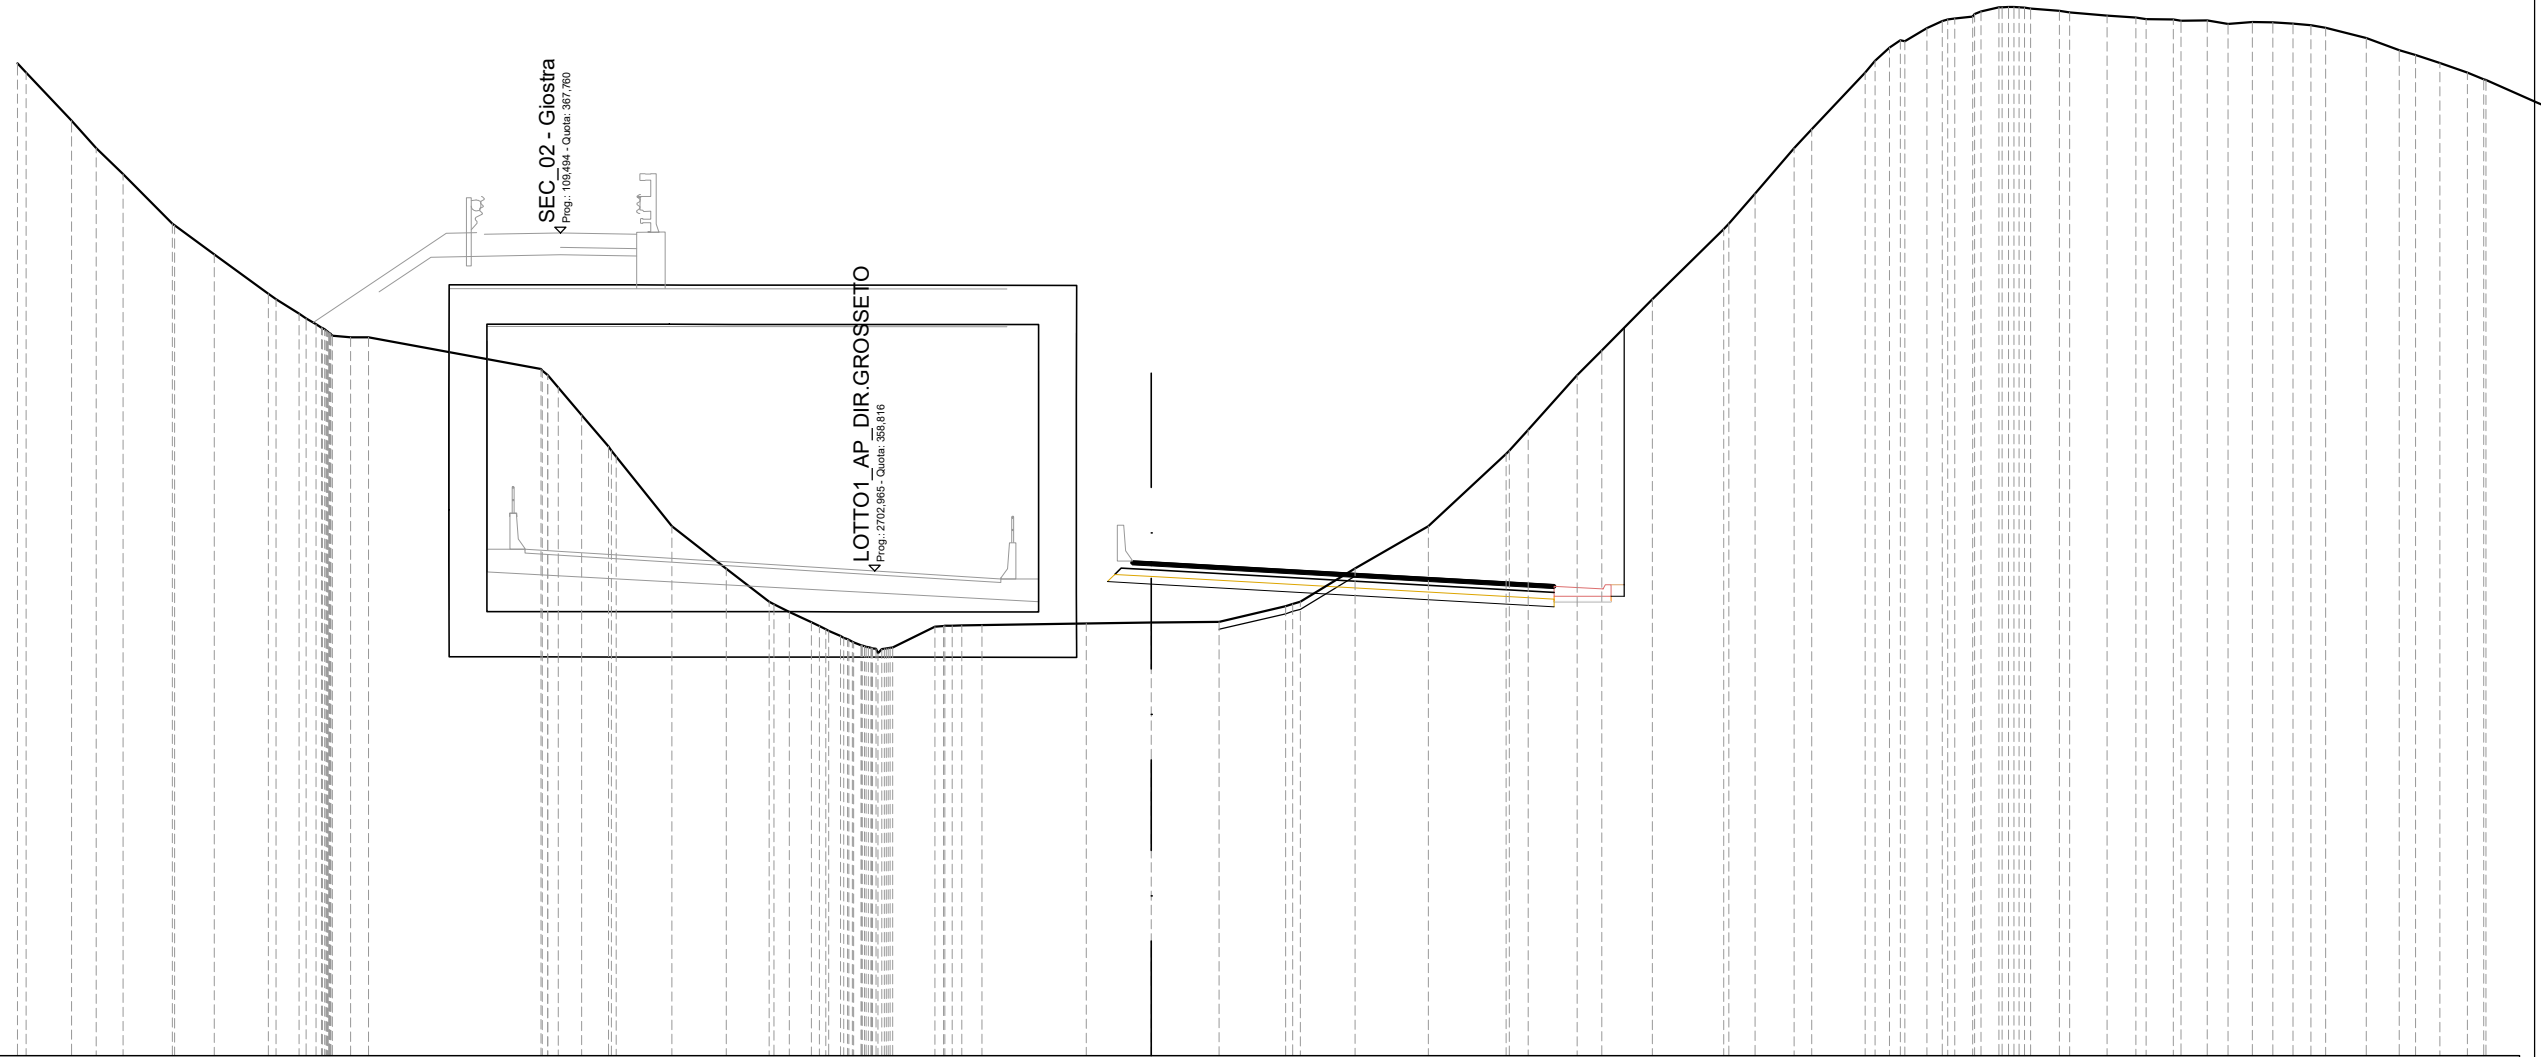 SEC_02 - Giostra
Prog.: 109,494 - Quota: 367,760
LOTTO1_AP_DIR.GROSSETO
Prog.: 2702,965 - Quota: 358,816